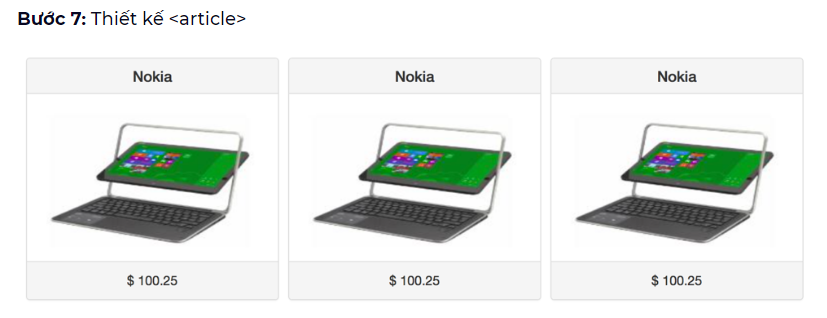 Bước 7: Thiết kế <article>
Nokia
Nokia
Nokia
$ 100.25
$ 100.25
$ 100.25